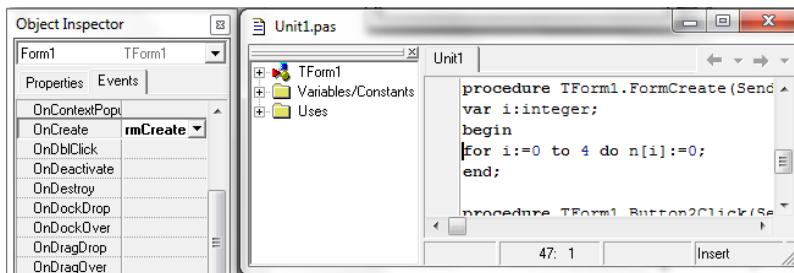 Object Inspector
Form1 TForm1
Properties Events
OnContextPopu
OnCreate rmCreate
OnDblClick
OnDeactivate
OnDestroy
OnDockDrop
OnDockOver
OnDragDrop
OnDragOver
Unit1.pas
TForm1
Variables/Constants
Uses
Unit1
procedure TForm1.FormCreate(Send
var i:integer;
begin
for i:=0 to 4 do n[i]:=0;
end;
procedure TForm1.Button2Click(Se
47: 1 Insert